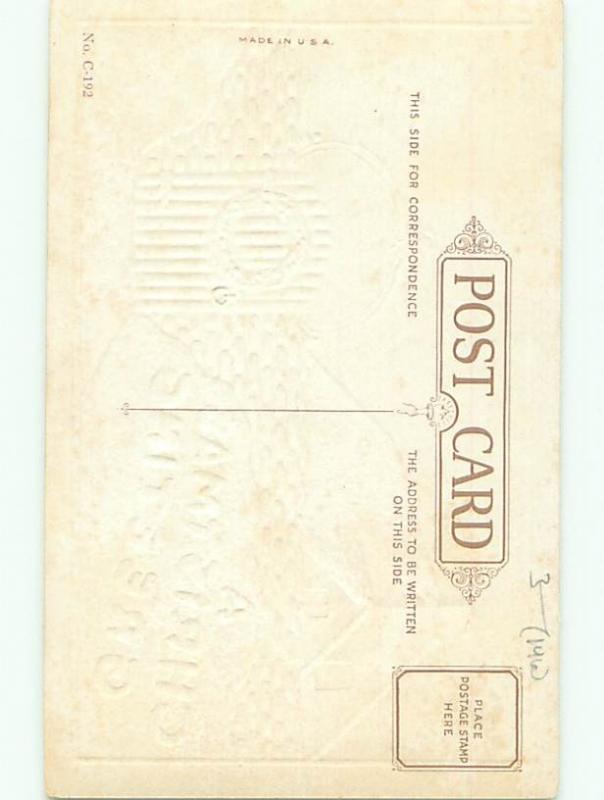 POST CARD
THIS SIDE FOR CORRESPONDENCE
THE ADDRESS TO BE WRITTEN
ON THIS SIDE
PLACE
POSTAGE STAMP
HERE
MADE IN U S A.
No. C-192